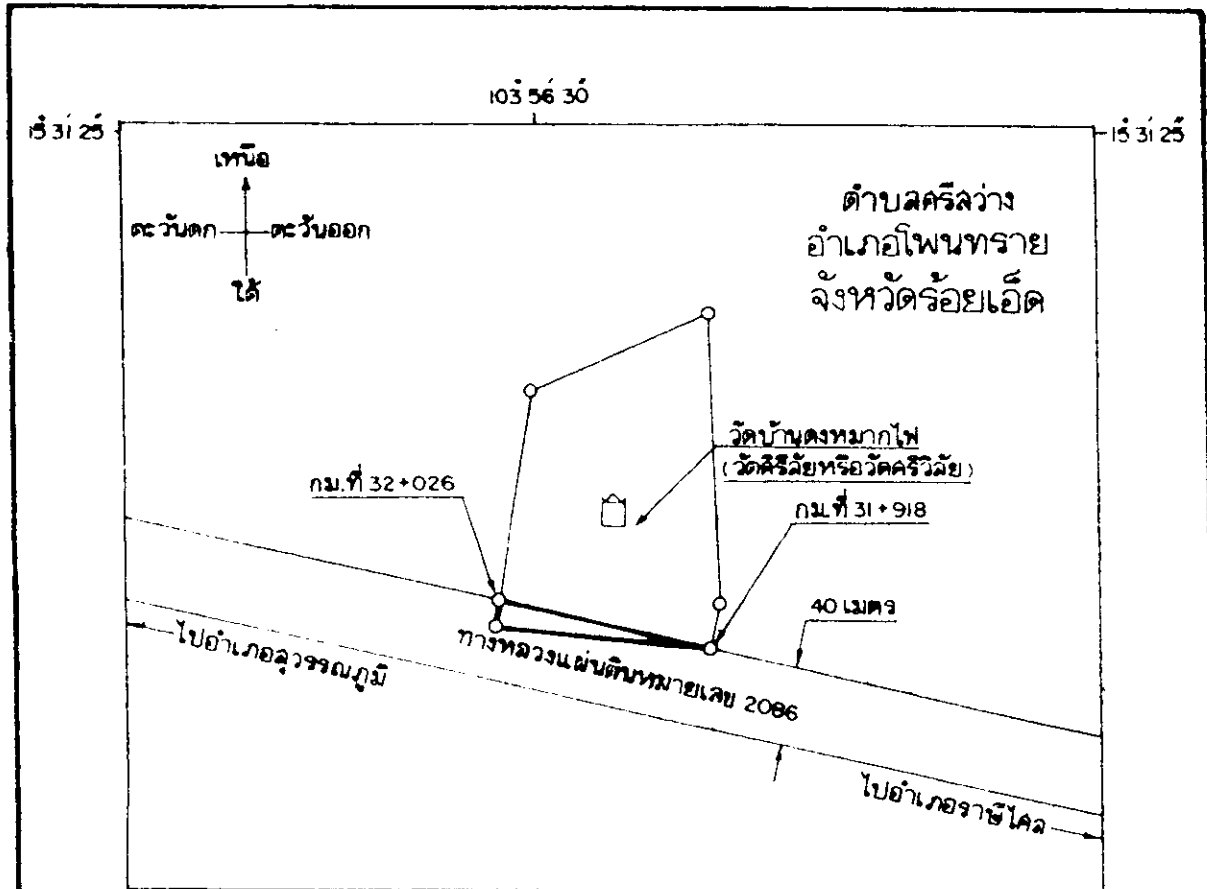 103° 56′ 30″
15° 31′ 25″
15° 31′ 25″
เหนือ
ตะวันตก
ตะวันออก
ใต้
ตำบลศรีสว่าง
อำเภอโพนทราย
จังหวัดร้อยเอ็ด
วัดบ้านดงหมากไฟ
(วัดคีรีลัยหรือวัดศรีวิลัย)
กม.ที่ 32+026
กม.ที่ 31+918
40 เมตร
ไปอำเภอสุวรรณภูมิ
ทางหลวงแผ่นดินหมายเลข 2086
ไปอำเภอราษีไศล